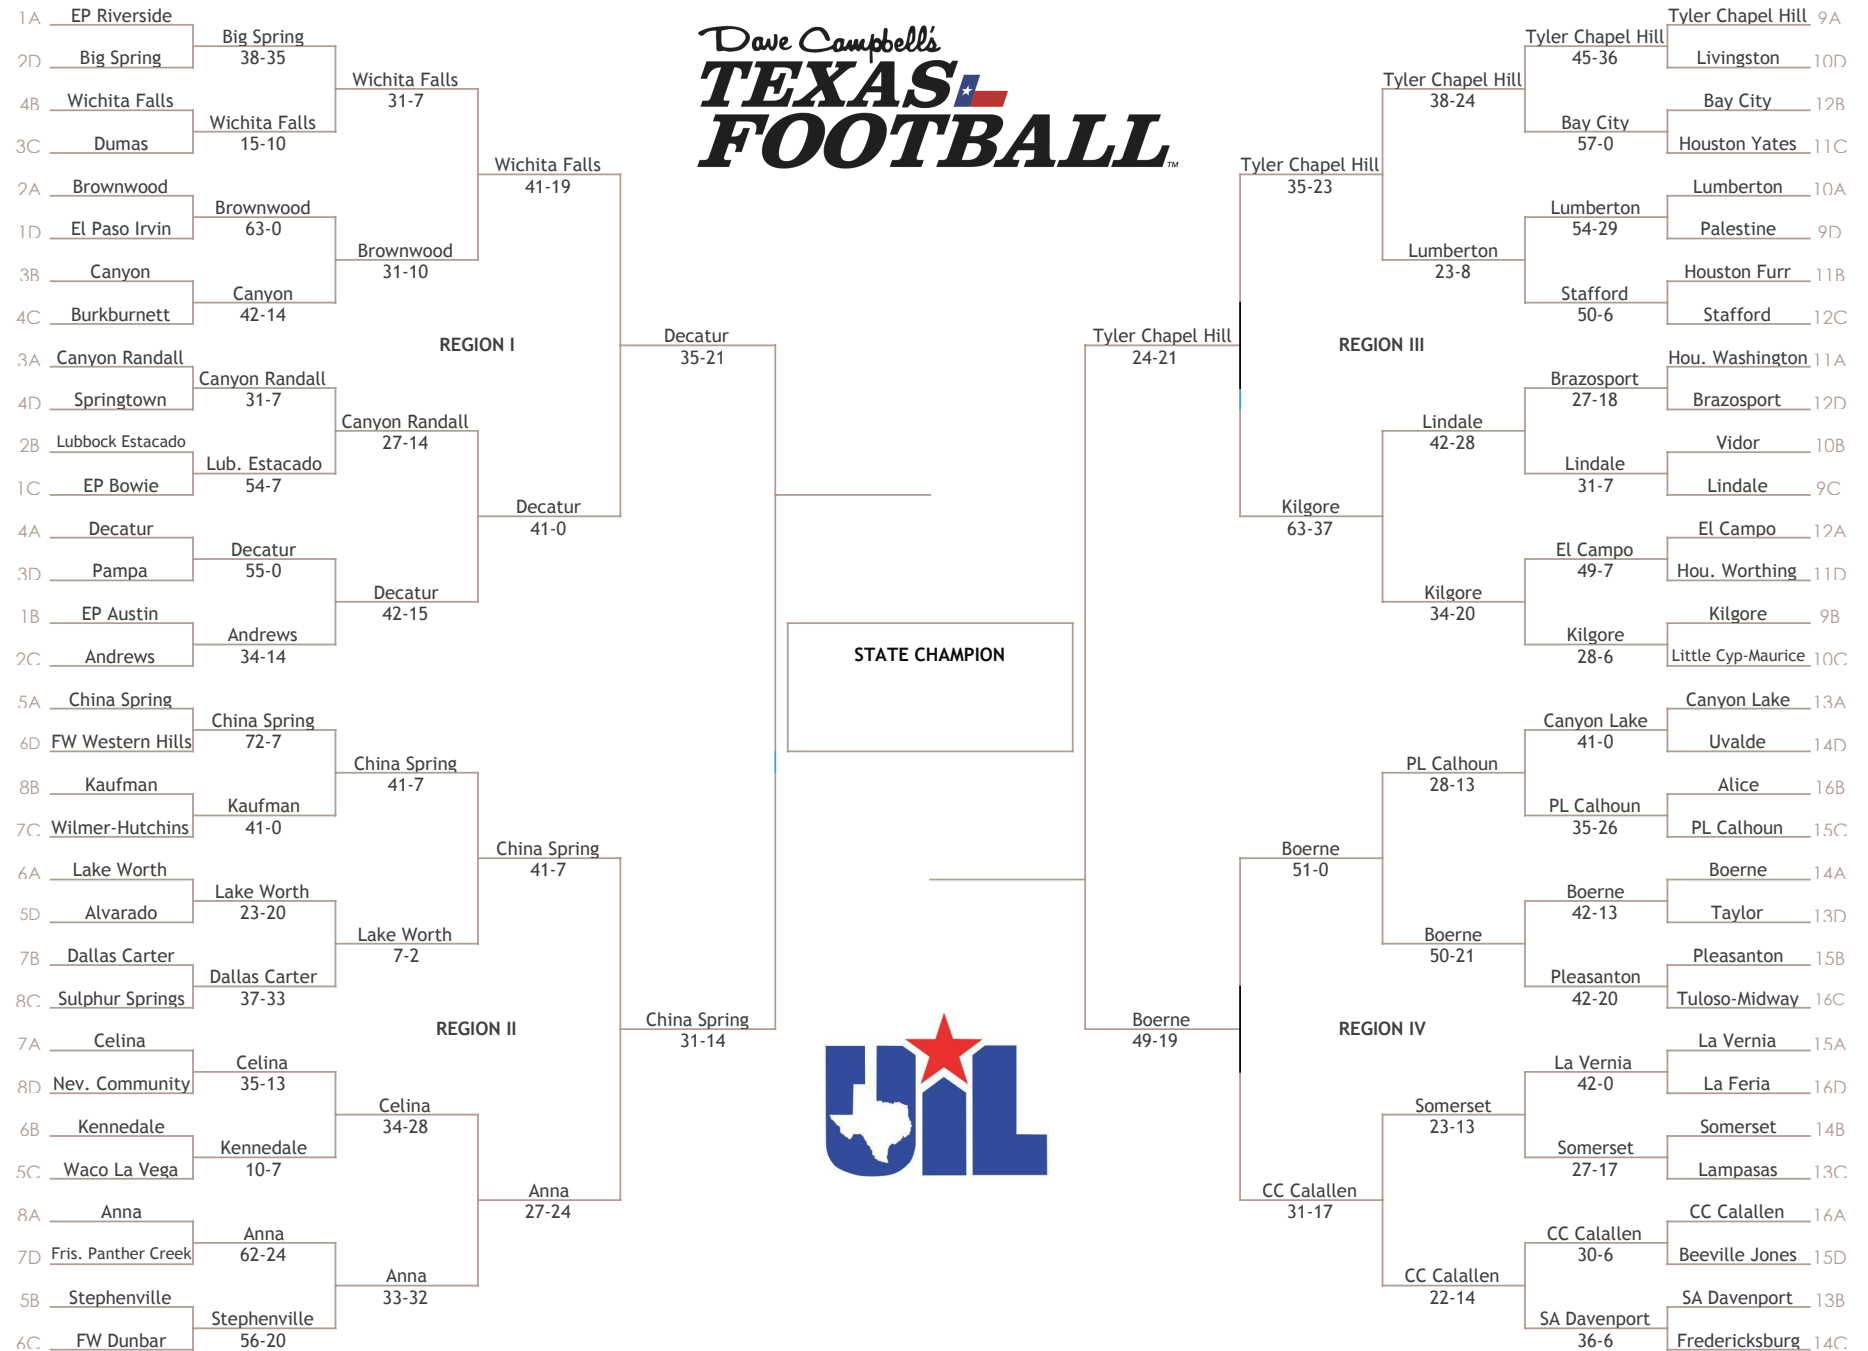 Dave Campbell's
TEXAS
FOOTBALL
TM
1A EP Riverside
2D Big Spring
4B Wichita Falls
3C Dumas
2A Brownwood
1D El Paso Irvin
3B Canyon
4C Burkburnett
3A Canyon Randall
4D Springtown
2B Lubbock Estacado
1C EP Bowie
4A Decatur
3D Pampa
1B EP Austin
2C Andrews
5A China Spring
6D FW Western Hills
8B Kaufman
7C Wilmer-Hutchins
6A Lake Worth
5D Alvarado
7B Dallas Carter
8C Sulphur Springs
7A Celina
8D Nev. Community
6B Kennedale
5C Waco La Vega
8A Anna
7D Fris. Panther Creek
5B Stephenville
6C FW Dunbar
Big Spring
38-35
Wichita Falls
15-10
Brownwood
63-0
Canyon
42-14
Canyon Randall
31-7
Lub. Estacado
54-7
Decatur
55-0
Andrews
34-14
China Spring
72-7
Kaufman
41-0
Lake Worth
23-20
Dallas Carter
37-33
Celina
35-13
Kennedale
10-7
Anna
62-24
Stephenville
56-20
Wichita Falls
31-7
Brownwood
31-10
Canyon Randall
27-14
Decatur
42-15
China Spring
41-7
Lake Worth
7-2
Celina
34-28
Anna
33-32
Wichita Falls
41-19
REGION I
Decatur
41-0
China Spring
41-7
REGION II
Anna
27-24
Decatur
35-21
China Spring
31-14
STATE CHAMPION
UIL
Tyler Chapel Hill
24-21
Boerne
49-19
Tyler Chapel Hill
35-23
REGION III
Kilgore
63-37
Boerne
51-0
REGION IV
CC Calallen
31-17
Tyler Chapel Hill
38-24
Lumberton
23-8
Lindale
42-28
Kilgore
34-20
PL Calhoun
28-13
Boerne
50-21
Somerset
23-13
CC Calallen
22-14
Tyler Chapel Hill
45-36
Bay City
57-0
Lumberton
54-29
Stafford
50-6
Brazosport
27-18
Lindale
31-7
El Campo
49-7
Kilgore
28-6
Canyon Lake
41-0
PL Calhoun
35-26
Boerne
42-13
Pleasanton
42-20
La Vernia
42-0
Somerset
27-17
CC Calallen
30-6
SA Davenport
36-6
Tyler Chapel Hill 9A
Livingston 10D
Bay City 12B
Houston Yates 11C
Lumberton 10A
Palestine 9D
Houston Furr 11B
Stafford 12C
Hou. Washington 11A
Brazosport 12D
Vidor 10B
Lindale 9C
El Campo 12A
Hou. Worthing 11D
Kilgore 9B
Little Cyp-Maurice 10C
Canyon Lake 13A
Uvalde 14D
Alice 16B
PL Calhoun 15C
Boerne 14A
Taylor 13D
Pleasanton 15B
Tuloso-Midway 16C
La Vernia 15A
La Feria 16D
Somerset 14B
Lampasas 13C
CC Calallen 16A
Beeville Jones 15D
SA Davenport 13B
Fredericksburg 14C